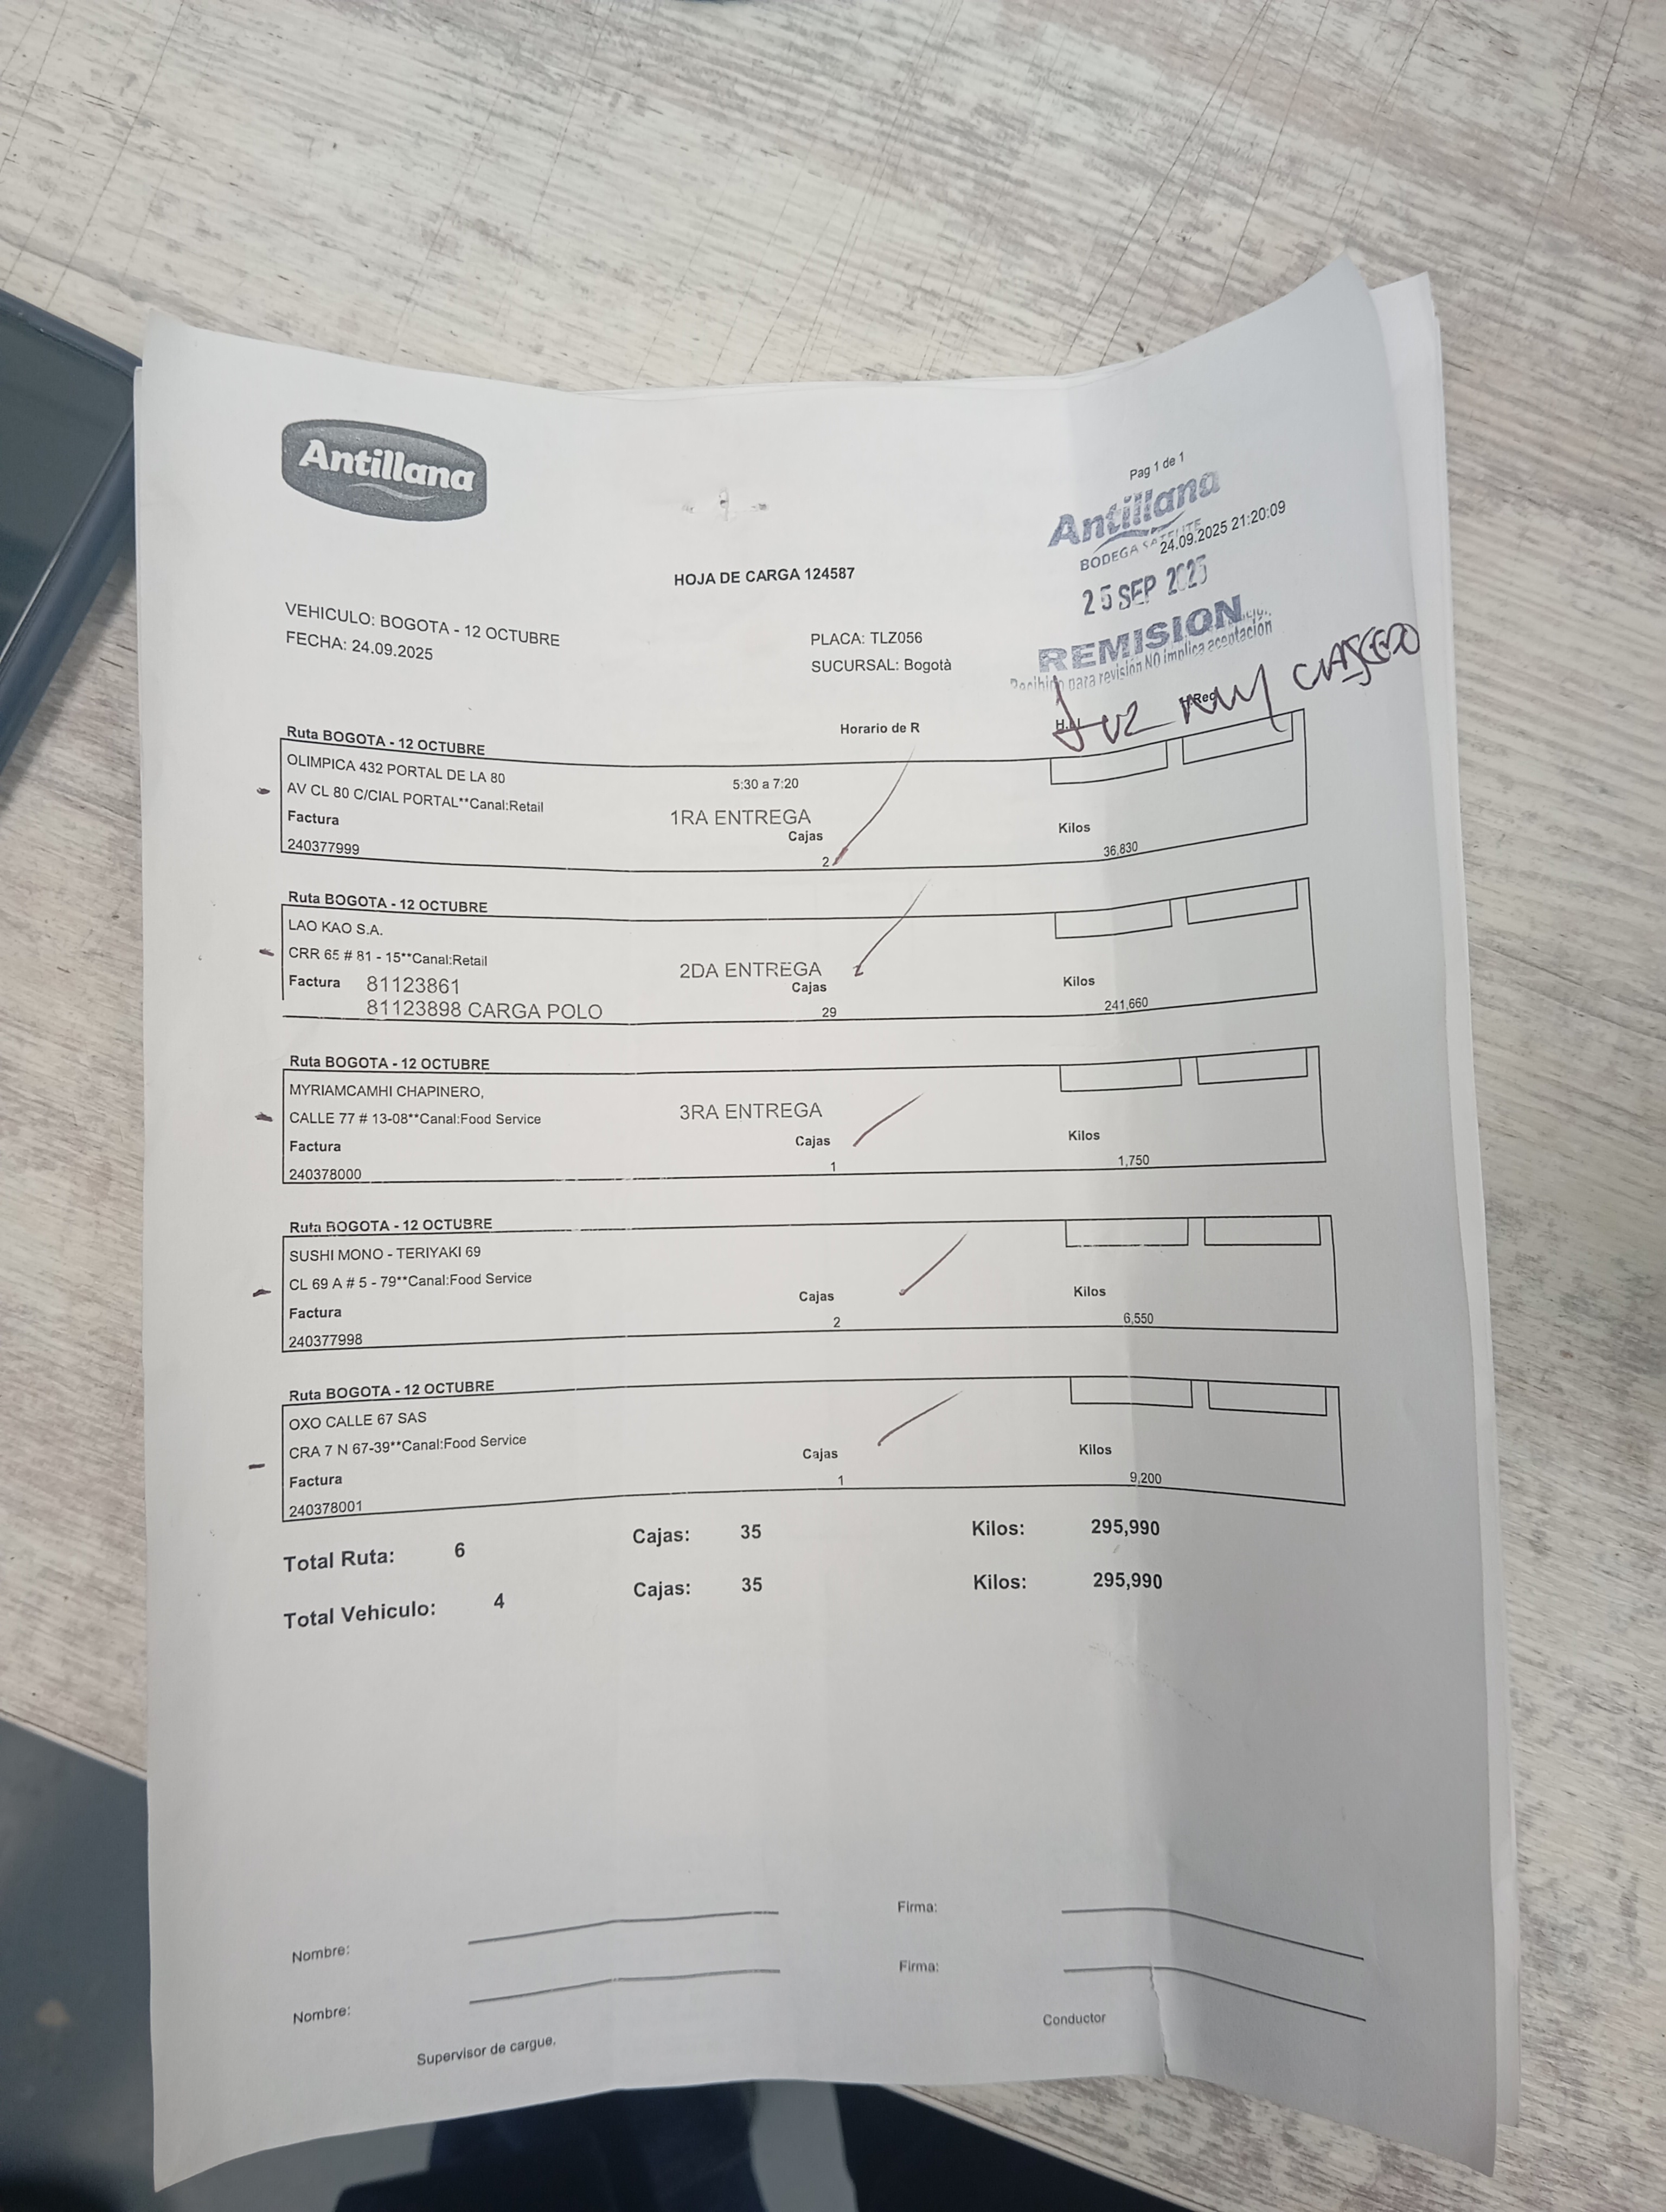 Antillana
Pag 1 de 1
Antillana
BODEGA SATELITE
24.09.2025 21:20:09
25 SEP 2025
REMISION
Recibido para revisión NO implica aceptación
HOJA DE CARGA 124587
VEHICULO: BOGOTA - 12 OCTUBRE
FECHA: 24.09.2025
PLACA: TLZ056
SUCURSAL: Bogotà
Horario de R
Ruta BOGOTA - 12 OCTUBRE
OLIMPICA 432 PORTAL DE LA 80
5:30 a 7:20
AV CL 80 C/CIAL PORTAL**Canal:Retail
1RA ENTREGA
Factura Cajas Kilos
240377999 2 36,830
Ruta BOGOTA - 12 OCTUBRE
LAO KAO S.A.
CRR 65 # 81 - 15**Canal:Retail
2DA ENTREGA
Factura 81123861 Cajas Kilos
81123898 CARGA POLO 29 241,660
Ruta BOGOTA - 12 OCTUBRE
MYRIAMCAMHI CHAPINERO,
CALLE 77 # 13-08**Canal:Food Service
3RA ENTREGA
Factura Cajas Kilos
240378000 1 1,750
Ruta BOGOTA - 12 OCTUBRE
SUSHI MONO - TERIYAKI 69
CL 69 A # 5 - 79**Canal:Food Service
Factura Cajas Kilos
240377998 2 6,550
Ruta BOGOTA - 12 OCTUBRE
OXO CALLE 67 SAS
CRA 7 N 67-39**Canal:Food Service
Factura Cajas Kilos
240378001 1 9,200
Total Ruta: 6 Cajas: 35 Kilos: 295,990
Total Vehiculo: 4 Cajas: 35 Kilos: 295,990
Nombre: Firma:
Nombre: Firma:
Supervisor de cargue, Conductor